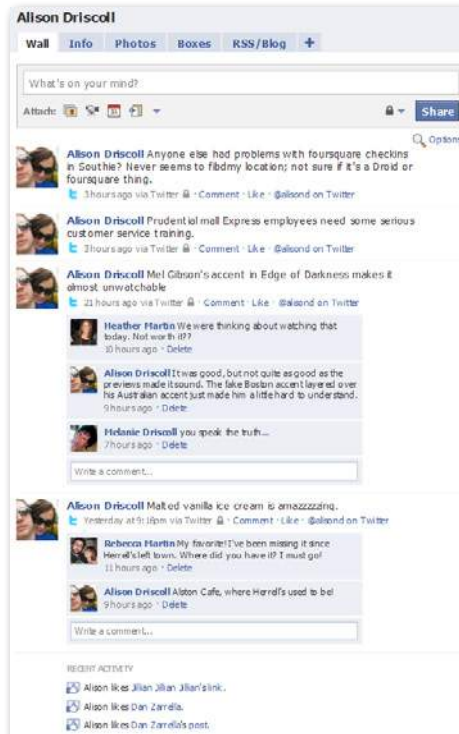 Alison Driscoll
Wall Info Photos Boxes RSS/Blog +
What's on your mind?
Attach: 31 Share
Options
Alison Driscoll Anyone else had problems with foursquare checkins
in Southie? Never seems to fibdmy location; not sure if it's a Droid or
foursquare thing.
3 hours ago via Twitter · Comment · Like · @alisond on Twitter
Alison Driscoll Prudential mall Express employees need some serious
customer service training.
3 hours ago via Twitter · Comment · Like · @alisond on Twitter
Alison Driscoll Mel Gibson's accent in Edge of Darkness makes it
almost unwatchable
21 hours ago via Twitter · Comment · Like · @alisond on Twitter
Heather Martin We were thinking about watching that
today. Not worth it??
10 hours ago · Delete
Alison Driscoll It was good, but not quite as good as the
previews made it sound. The fake Boston accent layered over
his Australian accent just made him a little hard to understand.
9 hours ago · Delete
Melanie Driscoll you speak the truth...
7 hours ago · Delete
Write a comment...
Alison Driscoll Malted vanilla ice cream is amazzzzing.
Yesterday at 9:18pm via Twitter · Comment · Like · @alisond on Twitter
Rebecca Martin My favorite! I've been missing it since
Herrell's left town. Where did you have it? I must go!
11 hours ago · Delete
Alison Driscoll Alston Cafe, where Herrell's used to be!
9 hours ago · Delete
Write a comment...
RECENT ACTIVITY
Alison likes Jilian Jillian Jillian's link.
Alison likes Dan Zarrella.
Alison likes Dan Zarrella's post.